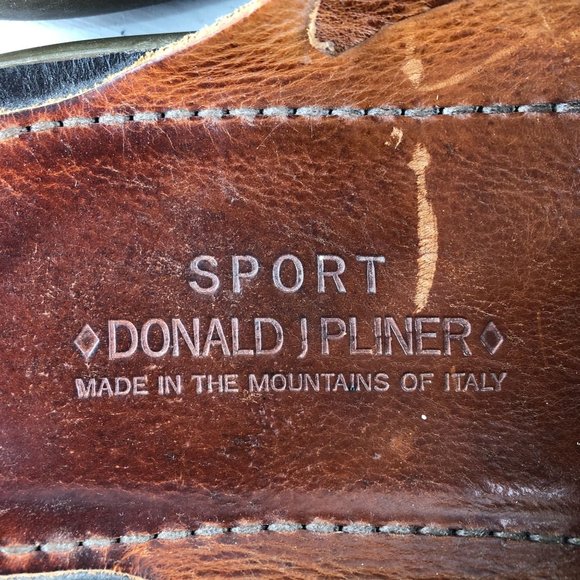 SPORT
◇DONALD J PLINER◇
MADE IN THE MOUNTAINS OF ITALY